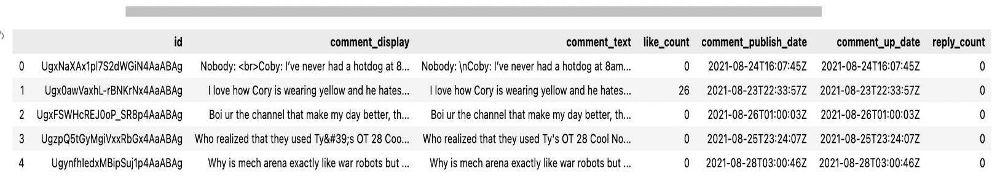 id comment_display comment_text like_count comment_publish_date comment_up_date reply_count
0 UgxNaXAx1pl7S2dWGiN4AaABAg Nobody: <br>Coby: I’ve never had a hotdog at 8... Nobody: \nCoby: I’ve never had a hotdog at 8am... 0 2021-08-24T16:07:45Z 2021-08-24T16:07:45Z 0
1 Ugx0awVaxhL-rBNKrNx4AaABAg I love how Cory is wearing yellow and he hates... I love how Cory is wearing yellow and he hates... 26 2021-08-23T22:33:57Z 2021-08-23T22:33:57Z 0
2 UgxFSWHcREJ0oP_SR8p4AaABAg Boi ur the channel that make my day better, th... Boi ur the channel that make my day better, th... 0 2021-08-26T01:00:03Z 2021-08-26T01:00:03Z 0
3 UgzpQ5tGyMgiVxxRbGx4AaABAg Who realized that they used Ty&#39;s OT 28 Coo... Who realized that they used Ty's OT 28 Cool No... 0 2021-08-25T23:24:07Z 2021-08-25T23:24:07Z 0
4 UgynfhIedxMBipSuj1p4AaABAg Why is mech arena exactly like war robots but ... Why is mech arena exactly like war robots but ... 0 2021-08-28T03:00:46Z 2021-08-28T03:00:46Z 0